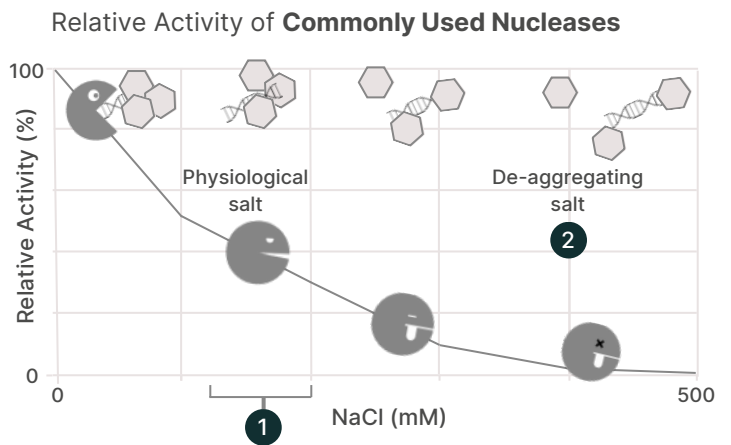 Relative Activity of Commonly Used Nucleases
100
Relative Activity (%)
Physiological
salt
De-aggregating
salt
2
0
0
500
1
NaCl (mM)